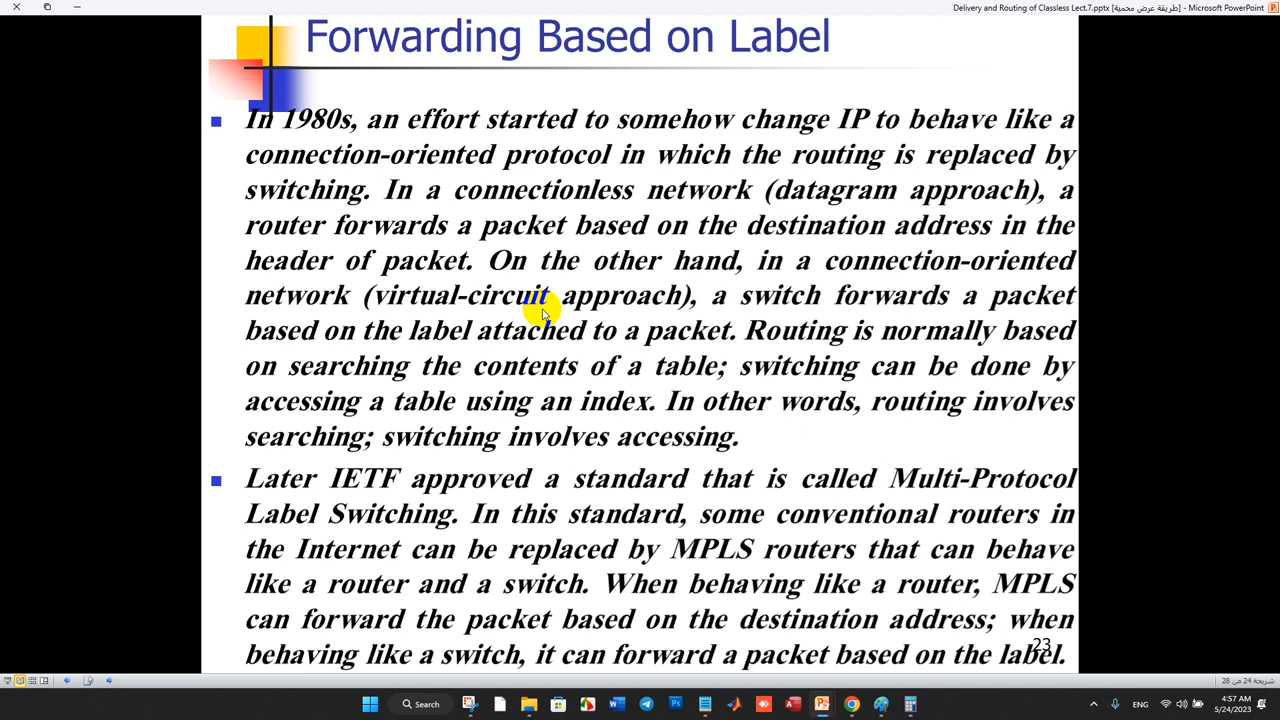 Delivery and Routing of Classless Lect.7.pptx [طريقة عرض محمية] - Microsoft PowerPoint
Forwarding Based on Label
In 1980s, an effort started to somehow change IP to behave like a
connection-oriented protocol in which the routing is replaced by
switching. In a connectionless network (datagram approach), a
router forwards a packet based on the destination address in the
header of packet. On the other hand, in a connection-oriented
network (virtual-circuit approach), a switch forwards a packet
based on the label attached to a packet. Routing is normally based
on searching the contents of a table; switching can be done by
accessing a table using an index. In other words, routing involves
searching; switching involves accessing.
Later IETF approved a standard that is called Multi-Protocol
Label Switching. In this standard, some conventional routers in
the Internet can be replaced by MPLS routers that can behave
like a router and a switch. When behaving like a router, MPLS
can forward the packet based on the destination address; when
behaving like a switch, it can forward a packet based on the label.
23
شريحة 24 من 28
Search
ENG
4:57 AM
5/24/2023